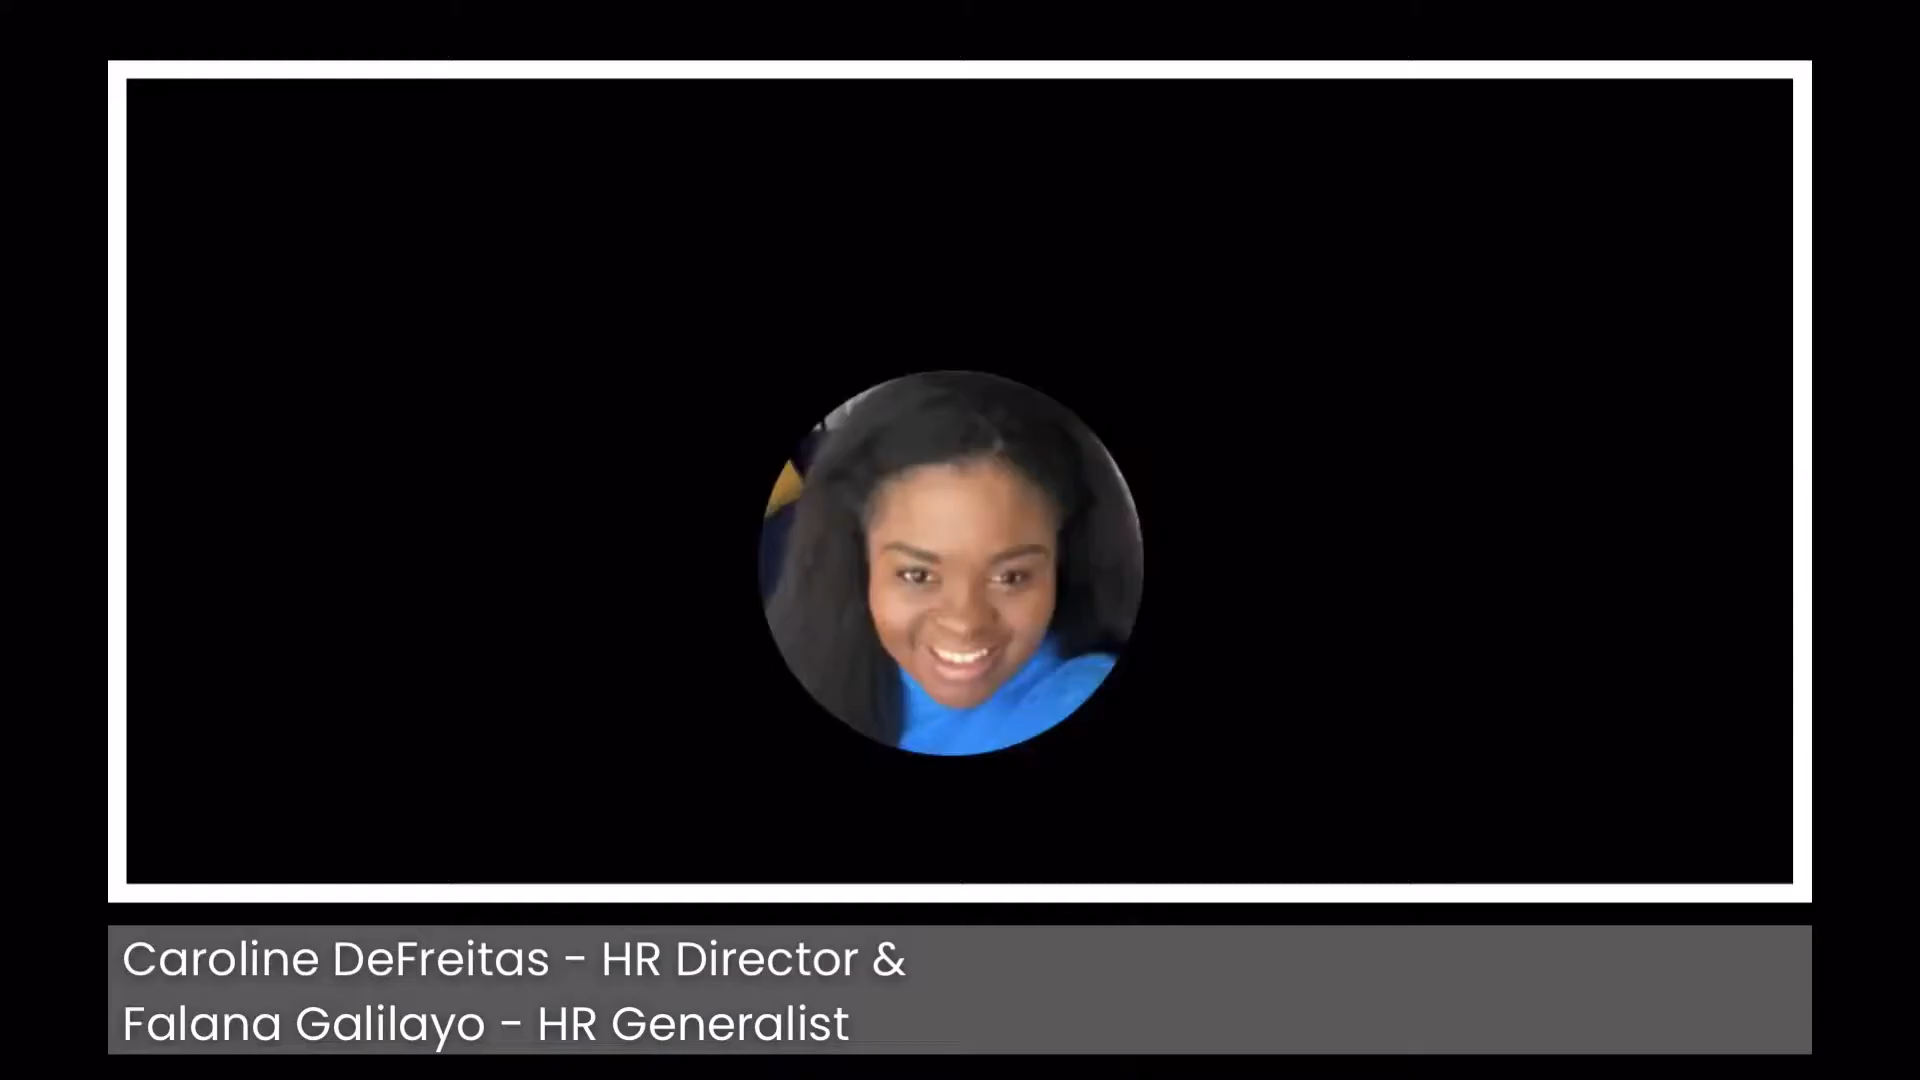 Caroline DeFreitas - HR Director &
Falana Galilayo - HR Generalist